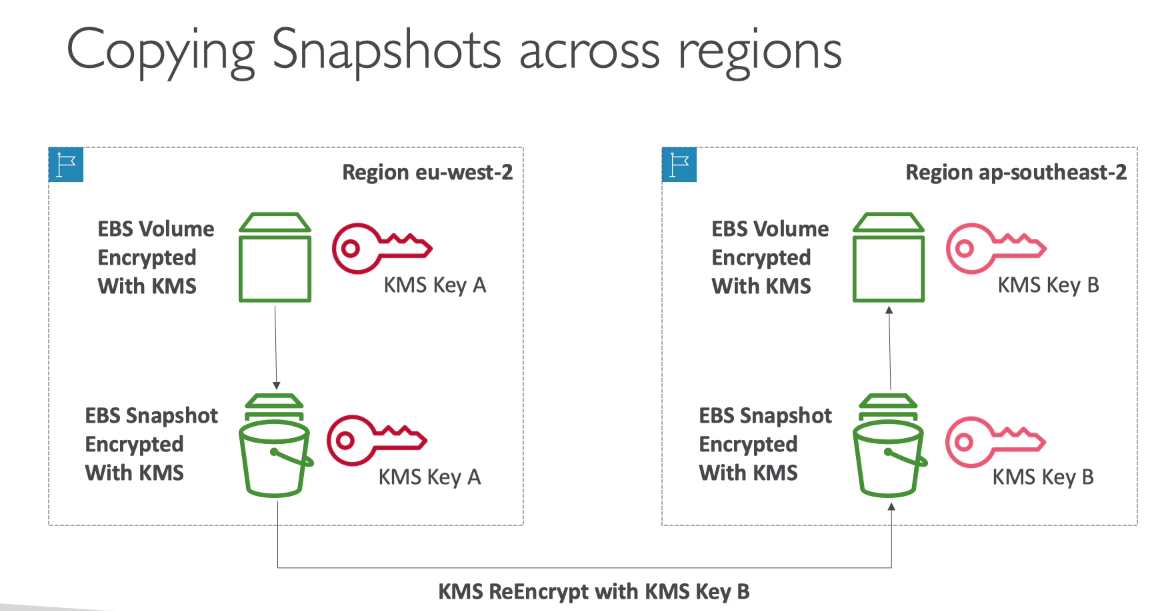 Copying Snapshots across regions
Region eu-west-2
EBS Volume
Encrypted
With KMS
KMS Key A
EBS Snapshot
Encrypted
With KMS
KMS Key A
Region ap-southeast-2
EBS Volume
Encrypted
With KMS
KMS Key B
EBS Snapshot
Encrypted
With KMS
KMS Key B
KMS ReEncrypt with KMS Key B